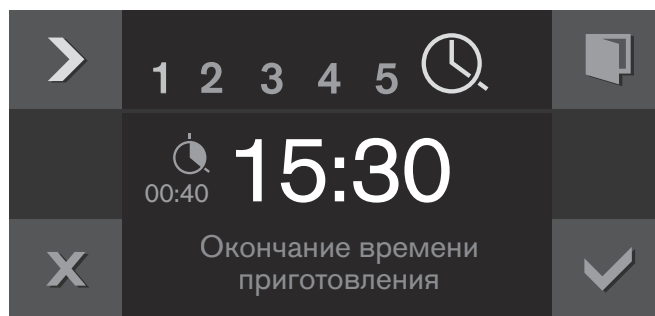 1 2 3 4 5
15:30
00:40
Окончание времени
приготовления